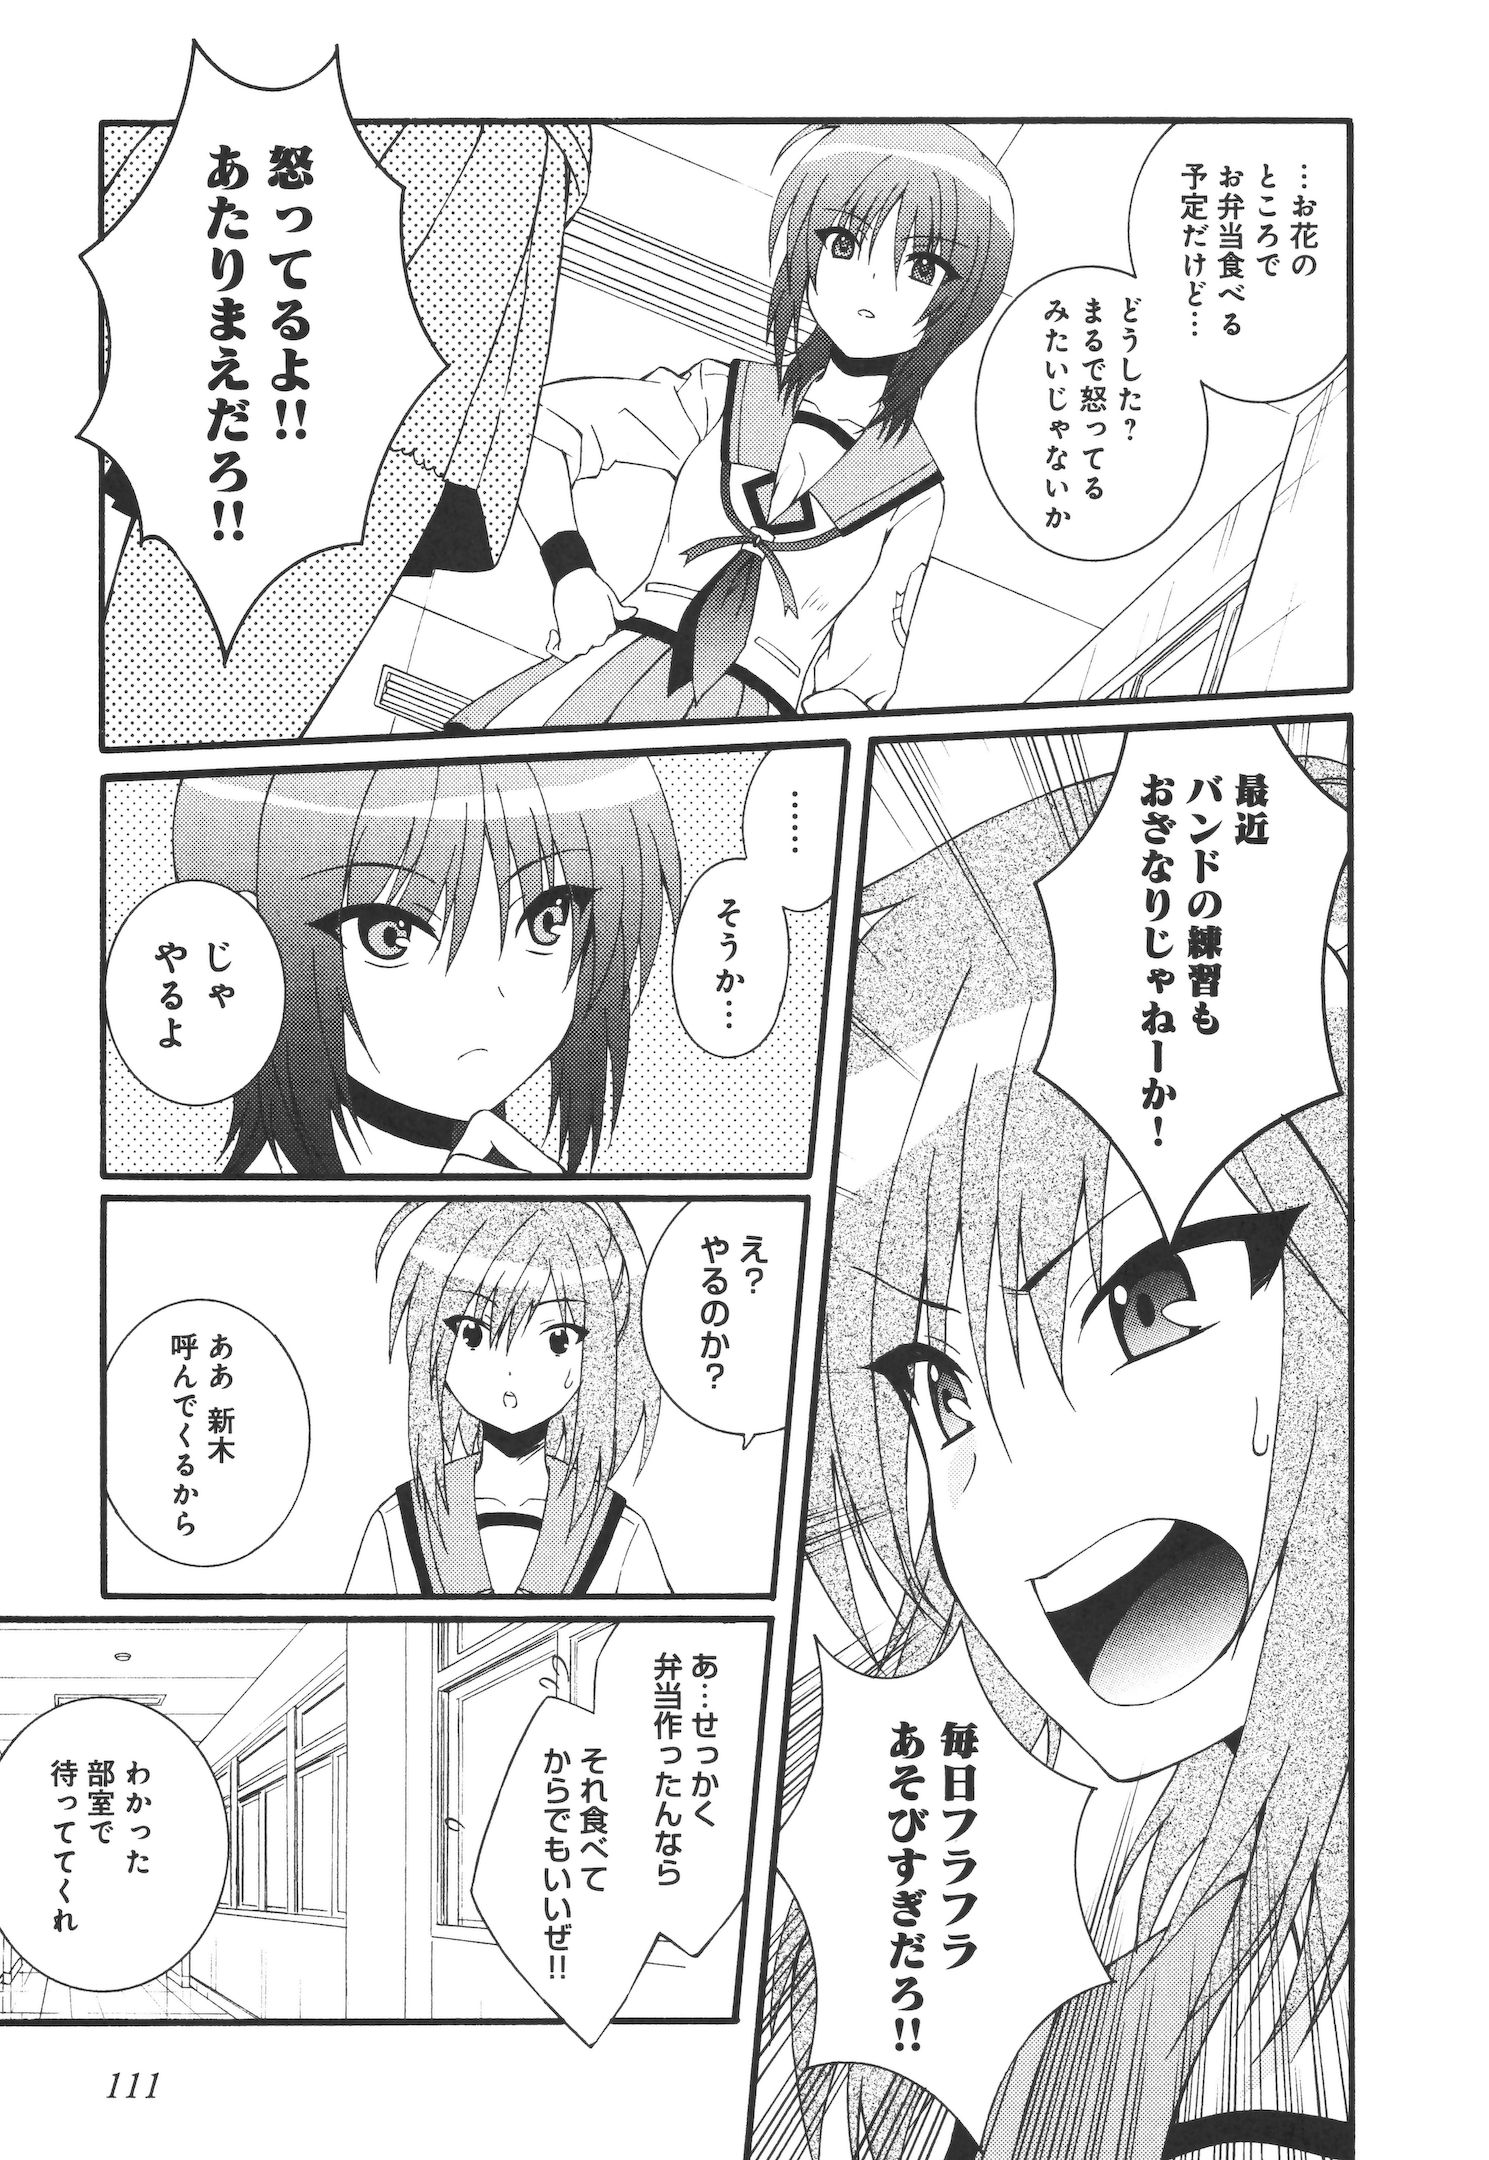 …お花の
ところで
お弁当食べる
予定だけど…
どうした?
まるで怒ってる
みたいじゃないか
怒ってるよ!!
あたりまえだろ!!
最近
バンドの練習も
おざなりじゃねーか!
毎日フラフラ
あそびすぎだろ!!
……
そうか…
じゃ
やるよ
え?
やるのか?
ああ 新木
呼んでくるから
あ…せっかく
弁当作ったんなら
それ食べて
からでもいいぜ!!
わかった
部室で
待っててくれ
111